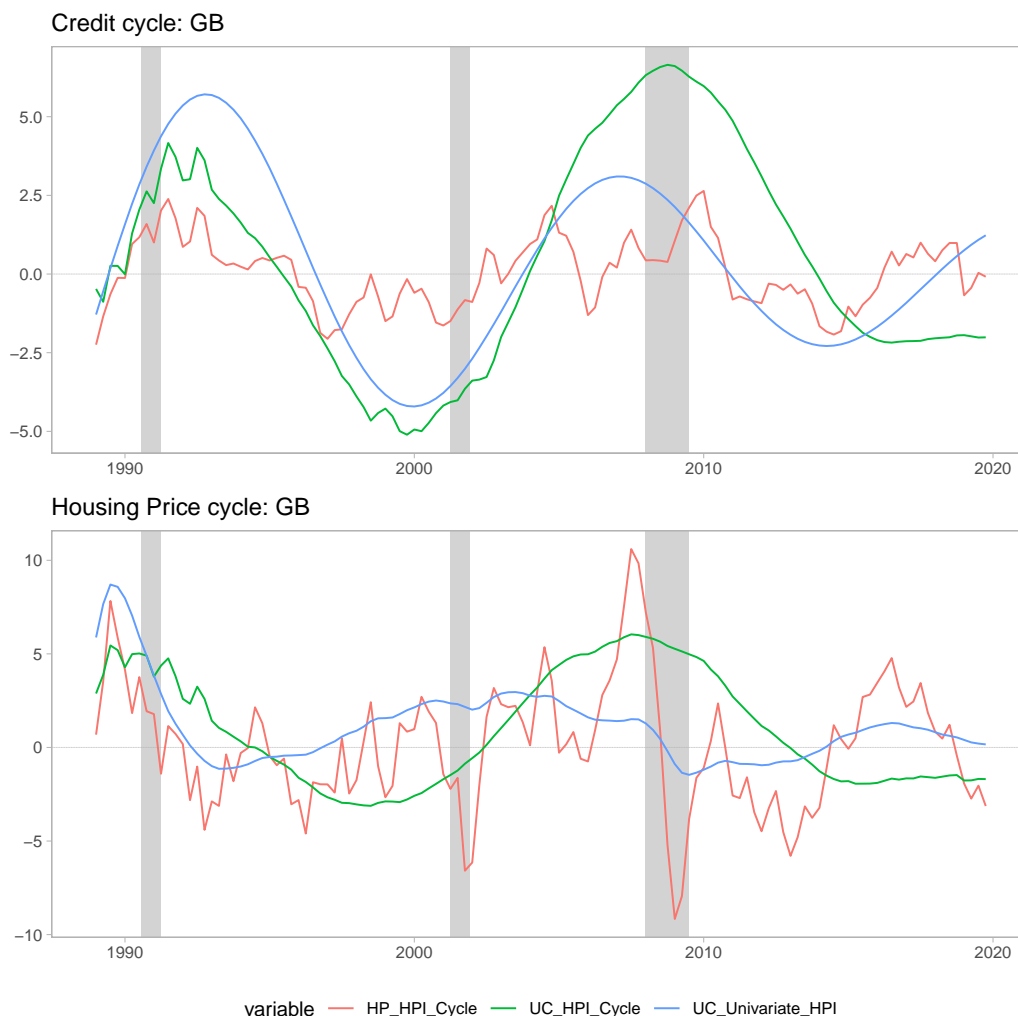 Credit cycle: GB
5.0
2.5
0.0
−2.5
−5.0
1990 2000 2010 2020
Housing Price cycle: GB
10
5
0
−5
−10
1990 2000 2010 2020
variable HP_HPI_Cycle UC_HPI_Cycle UC_Univariate_HPI